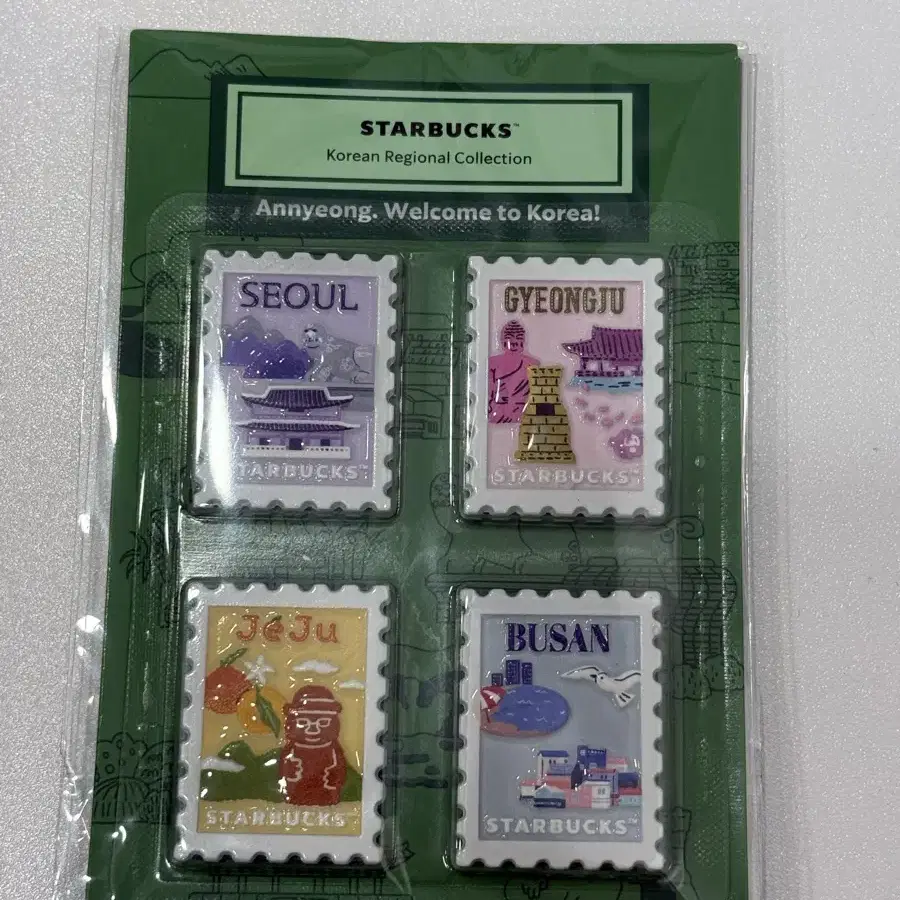 STARBUCKS™
Korean Regional Collection
Annyeong. Welcome to Korea!
SEOUL
STARBUCKS™
GYEONGJU
STARBUCKS™
JeJu
STARBUCKS™
BUSAN
STARBUCKS™